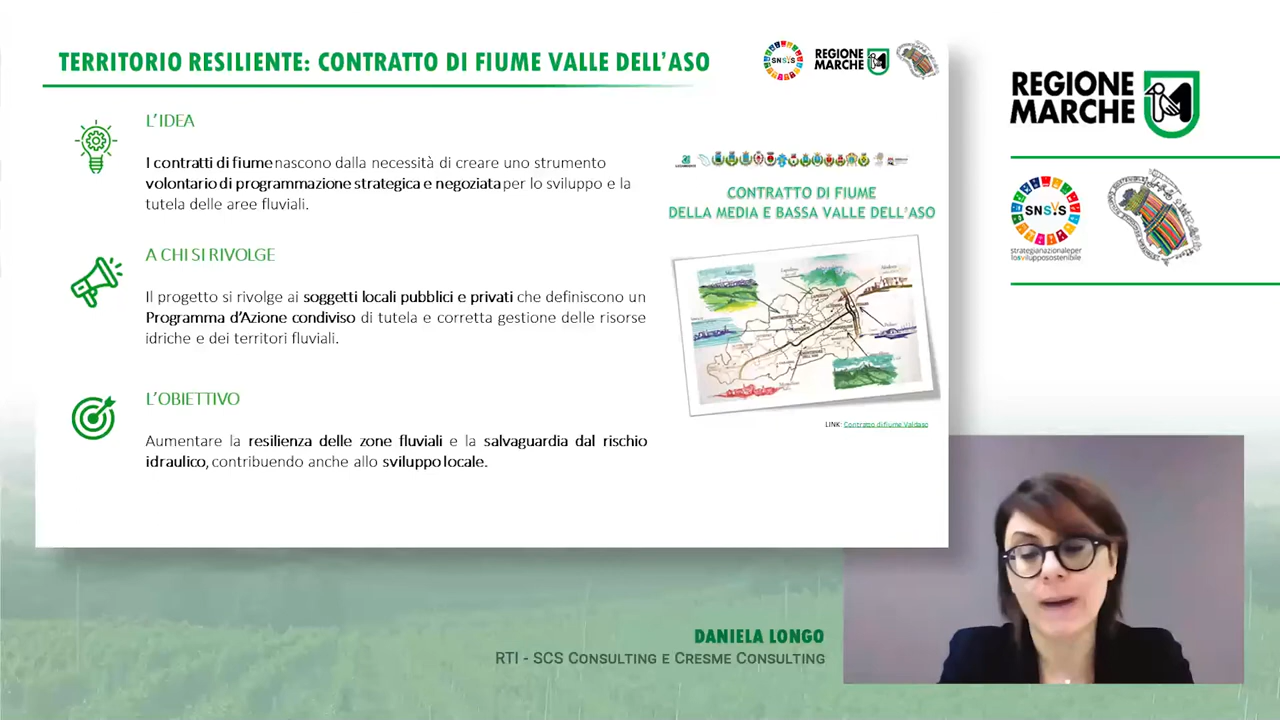 TERRITORIO RESILIENTE: CONTRATTO DI FIUME VALLE DELL'ASO
SNSVS
REGIONE
MARCHE
L'IDEA
I contratti di fiume nascono dalla necessità di creare uno strumento
volontario di programmazione strategica e negoziata per lo sviluppo e la
tutela delle aree fluviali.
A CHI SI RIVOLGE
Il progetto si rivolge ai soggetti locali pubblici e privati che definiscono un
Programma d'Azione condiviso di tutela e corretta gestione delle risorse
idriche e dei territori fluviali.
L'OBIETTIVO
Aumentare la resilienza delle zone fluviali e la salvaguardia dal rischio
idraulico, contribuendo anche allo sviluppo locale.
CONTRATTO DI FIUME
DELLA MEDIA E BASSA VALLE DELL'ASO
LINK: Contratto di fiume Valdaso
REGIONE
MARCHE
SNSVS
strategianazionaleper
losvilupposostenibile
DANIELA LONGO
RTI - SCS CONSULTING E CRESME CONSULTING